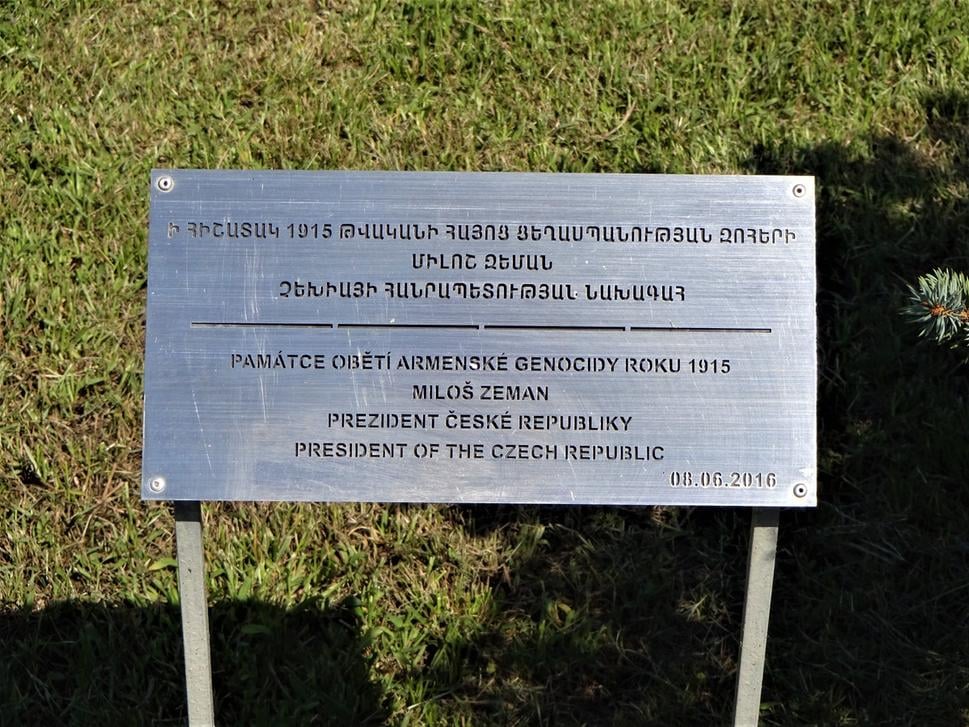 Ի ՀԻՇԱՏԱԿ 1915 ԹՎԱԿԱՆԻ ՀԱՅՈՑ ՑԵՂԱՍՊԱՆՈՒԹՅԱՆ ԶՈՀԵՐԻ
ՄԻԼՈՇ ԶԵՄԱՆ
ՉԵԽԻԱՅԻ ՀԱՆՐԱՊԵՏՈՒԹՅԱՆ ՆԱԽԱԳԱՀ
PAMÁTCE OBĚTÍ ARMENSKÉ GENOCIDY ROKU 1915
MILOŠ ZEMAN
PREZIDENT ČESKÉ REPUBLIKY
PRESIDENT OF THE CZECH REPUBLIC
08.06.2016